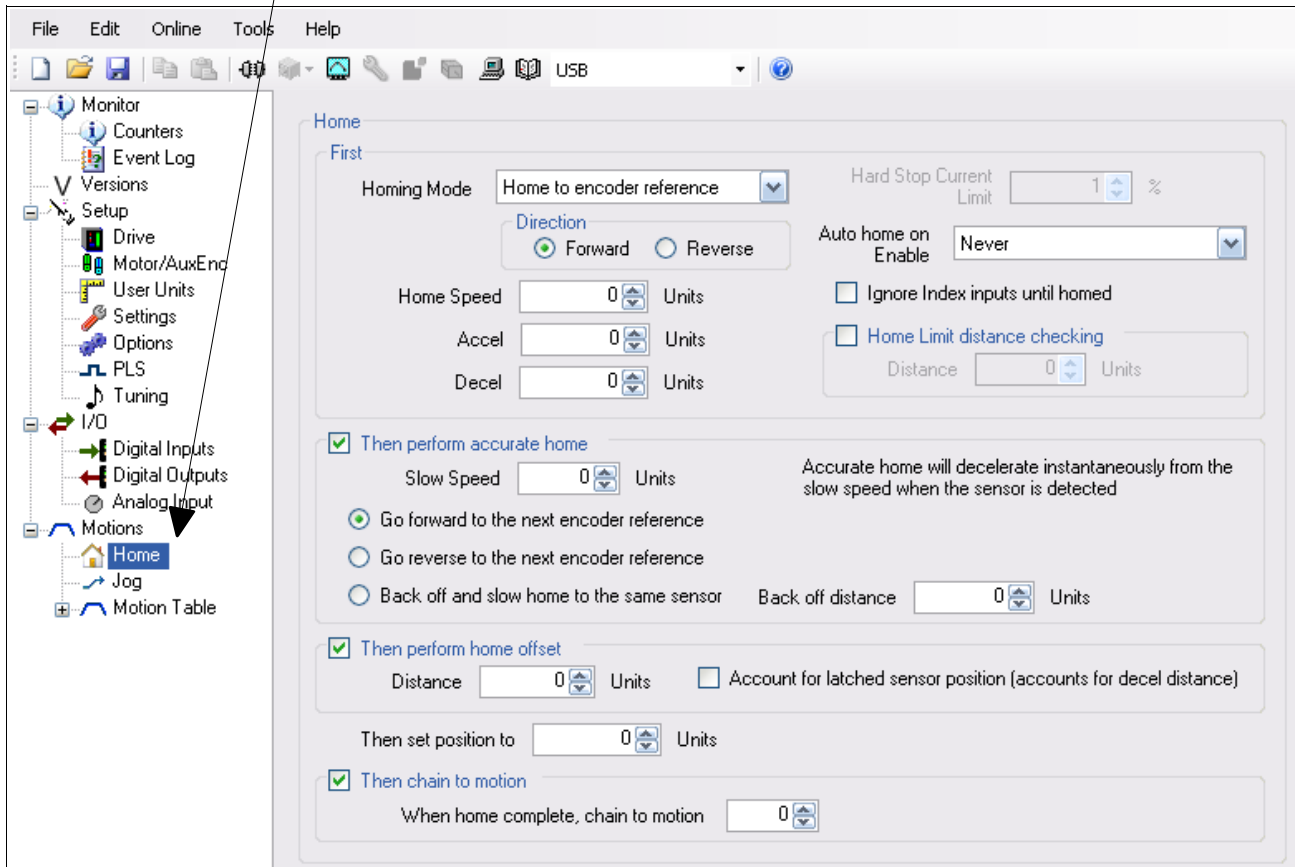 File Edit Online Tools Help
USB
Monitor
Counters
Event Log
Versions
Setup
Drive
Motor/AuxEnc
User Units
Settings
Options
PLS
Tuning
I/O
Digital Inputs
Digital Outputs
Analog Input
Motions
Home
Jog
Motion Table
Home
First
Homing Mode Home to encoder reference
Hard Stop Current Limit 1 %
Direction
Forward Reverse
Auto home on Enable Never
Home Speed 0 Units
Ignore Index inputs until homed
Accel 0 Units
Home Limit distance checking
Distance 0 Units
Decel 0 Units
Then perform accurate home
Slow Speed 0 Units
Accurate home will decelerate instantaneously from the
slow speed when the sensor is detected
Go forward to the next encoder reference
Go reverse to the next encoder reference
Back off and slow home to the same sensor Back off distance 0 Units
Then perform home offset
Distance 0 Units Account for latched sensor position (accounts for decel distance)
Then set position to 0 Units
Then chain to motion
When home complete, chain to motion 0